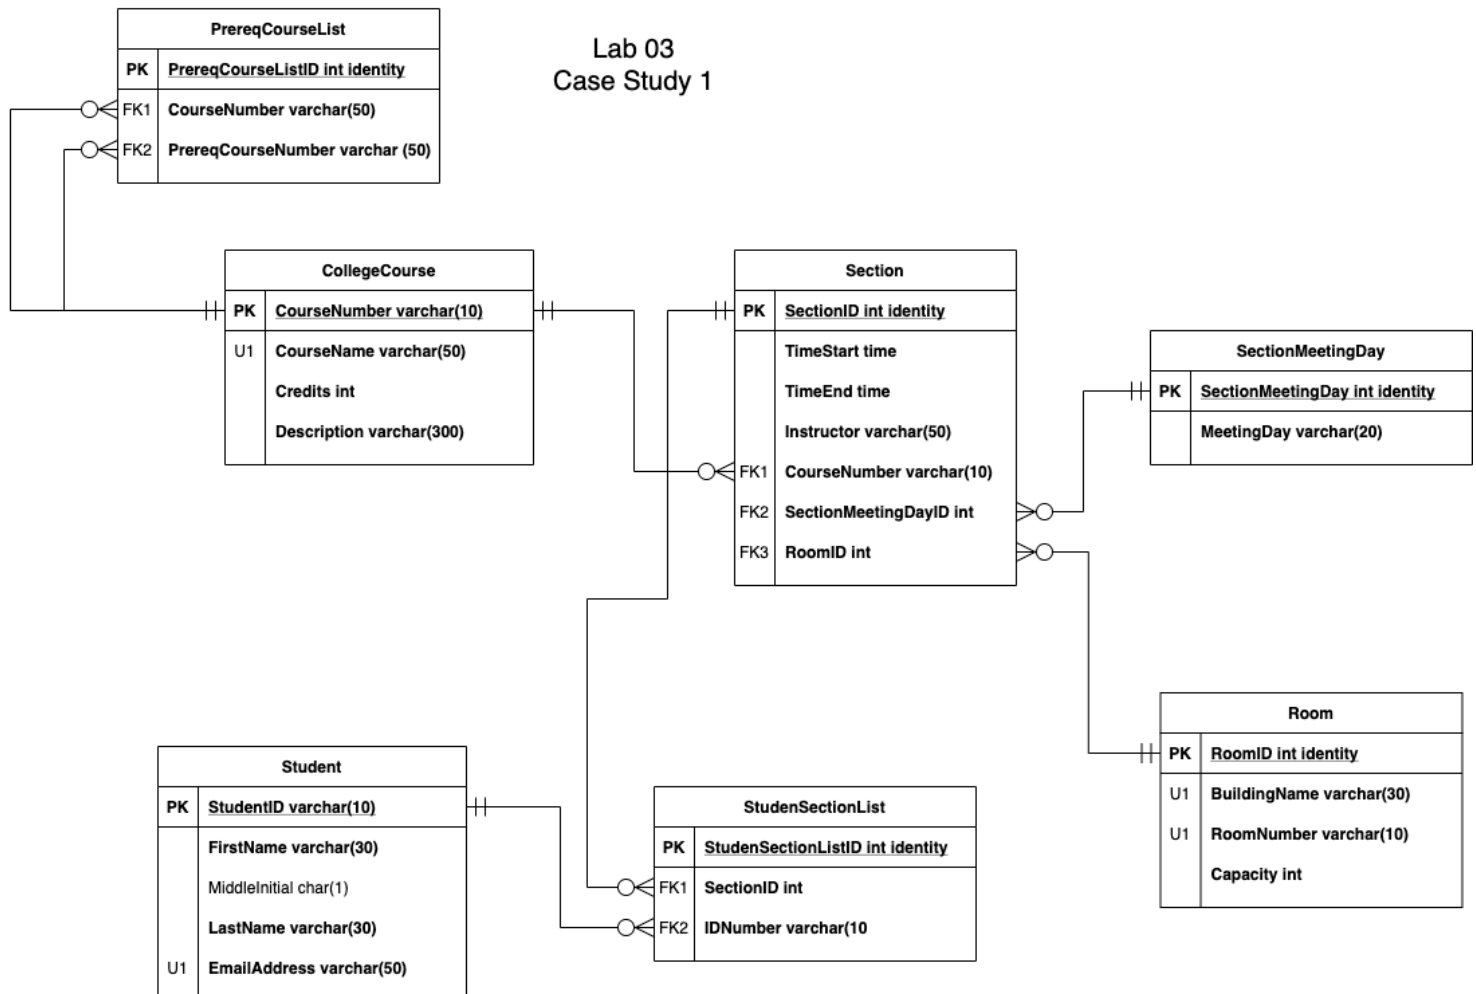 Lab 03
Case Study 1
PrereqCourseList
PK PrereqCourseListID int identity
FK1 CourseNumber varchar(50)
FK2 PrereqCourseNumber varchar (50)
CollegeCourse
PK CourseNumber varchar(10)
U1 CourseName varchar(50)
Credits int
Description varchar(300)
Section
PK SectionID int identity
TimeStart time
TimeEnd time
Instructor varchar(50)
FK1 CourseNumber varchar(10)
FK2 SectionMeetingDayID int
FK3 RoomID int
SectionMeetingDay
PK SectionMeetingDay int identity
MeetingDay varchar(20)
Room
PK RoomID int identity
U1 BuildingName varchar(30)
U1 RoomNumber varchar(10)
Capacity int
Student
PK StudentID varchar(10)
FirstName varchar(30)
MiddleInitial char(1)
LastName varchar(30)
U1 EmailAddress varchar(50)
StudenSectionList
PK StudenSectionListID int identity
FK1 SectionID int
FK2 IDNumber varchar(10